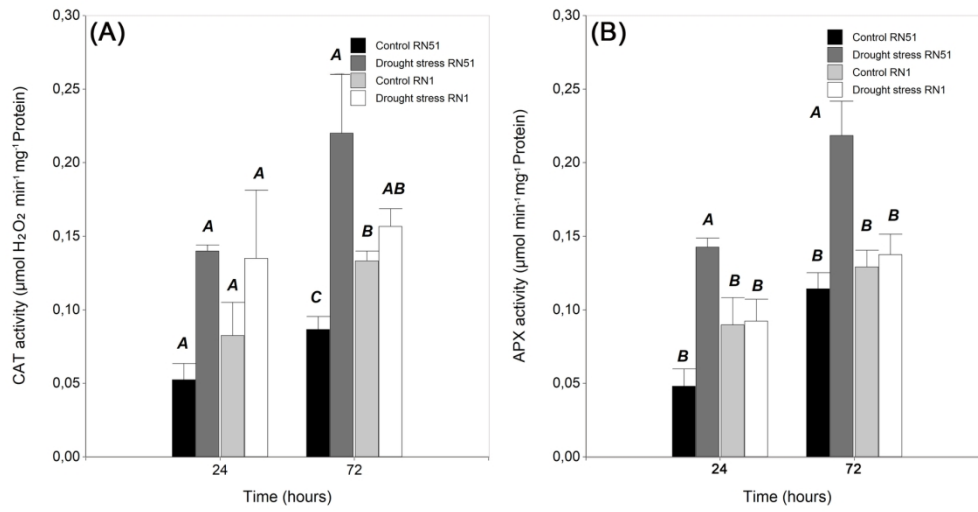 (A)
Control RN51
Drought stress RN51
Control RN1
Drought stress RN1
CAT activity (µmol H₂O₂ min⁻¹ mg⁻¹ Protein)
0,30
0,25
0,20
0,15
0,10
0,05
0,00
A
A
A
A
C
A
B
AB
24
72
Time (hours)
(B)
Control RN51
Drought stress RN51
Control RN1
Drought stress RN1
APX activity (µmol min⁻¹ mg⁻¹ Protein)
0,30
0,25
0,20
0,15
0,10
0,05
0,00
B
A
B
B
B
A
B
B
24
72
Time (hours)